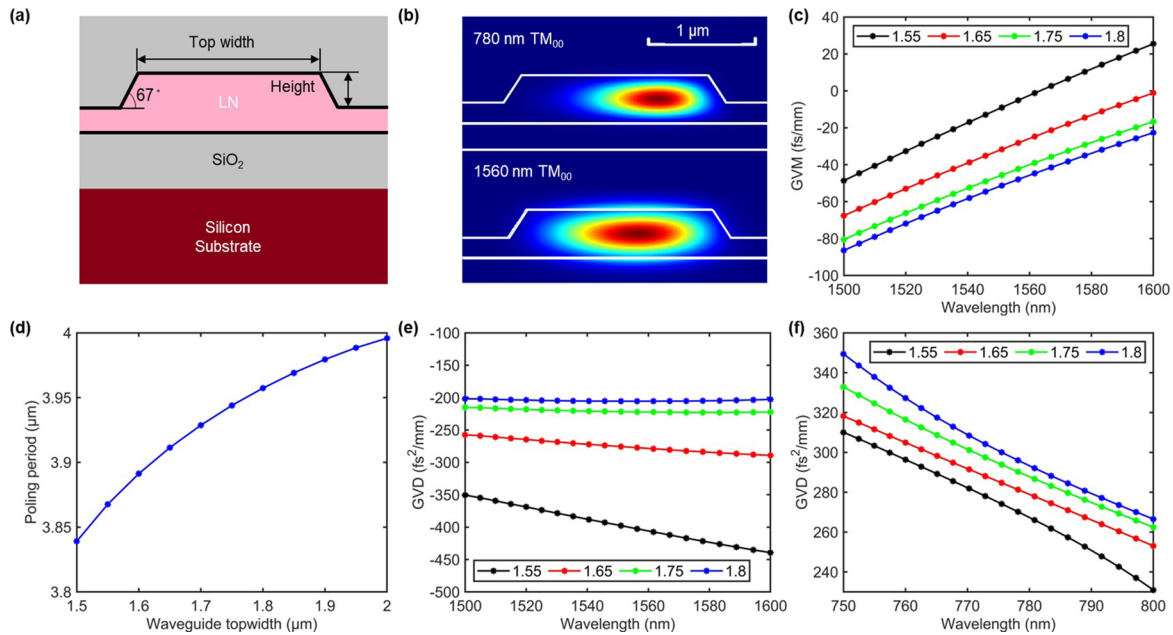 (a)
Top width
Height
67°
LN
SiO₂
Silicon
Substrate
(b)
780 nm TM₀₀
1 μm
1560 nm TM₀₀
(c)
1.55 1.65 1.75 1.8
40
20
0
-20
-40
-60
-80
-100
GVM (fs/mm)
1500 1520 1540 1560 1580 1600
Wavelength (nm)
(d)
4
3.95
3.9
3.85
3.8
Poling period (μm)
1.5 1.6 1.7 1.8 1.9 2
Waveguide topwidth (μm)
(e)
-100
-150
-200
-250
-300
-350
-400
-450
-500
GVD (fs²/mm)
1.55 1.65 1.75 1.8
1500 1520 1540 1560 1580 1600
Wavelength (nm)
(f)
1.55 1.65 1.75 1.8
360
340
320
300
280
260
240
GVD (fs²/mm)
750 760 770 780 790 800
Wavelength (nm)